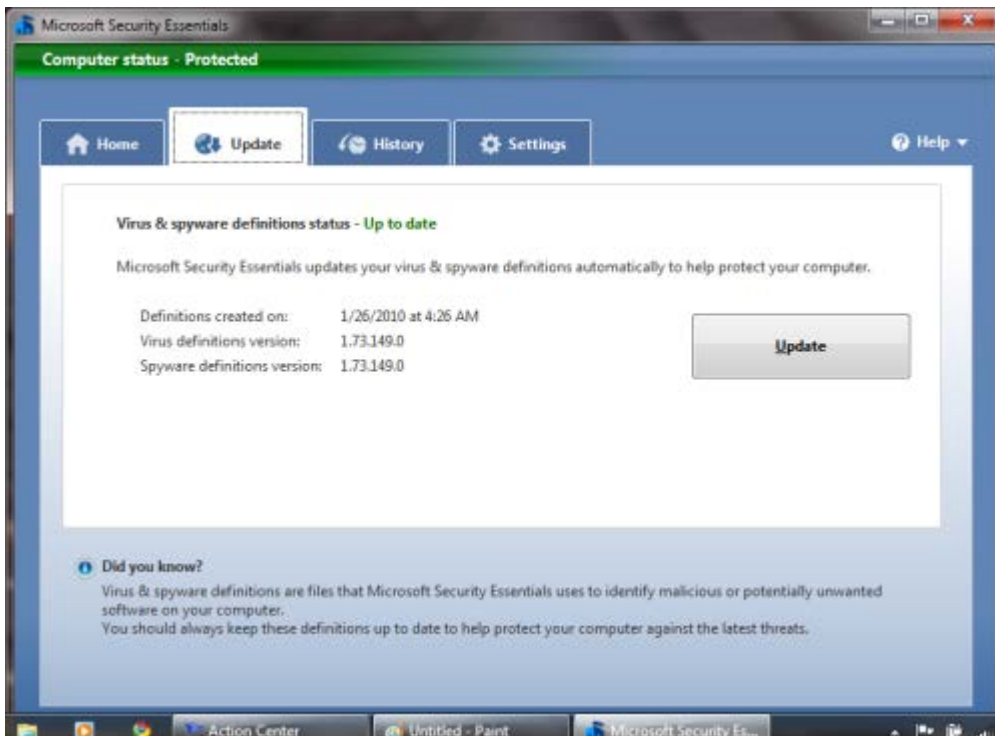 Microsoft Security Essentials
Computer status - Protected
Home
Update
History
Settings
Help
Virus & spyware definitions status - Up to date
Microsoft Security Essentials updates your virus & spyware definitions automatically to help protect your computer.
Definitions created on: 1/26/2010 at 4:26 AM
Virus definitions version: 1.73.149.0
Spyware definitions version: 1.73.149.0
Update
Did you know?
Virus & spyware definitions are files that Microsoft Security Essentials uses to identify malicious or potentially unwanted
software on your computer.
You should always keep these definitions up to date to help protect your computer against the latest threats.
Action Center
Untitled - Paint
Microsoft Security Es...